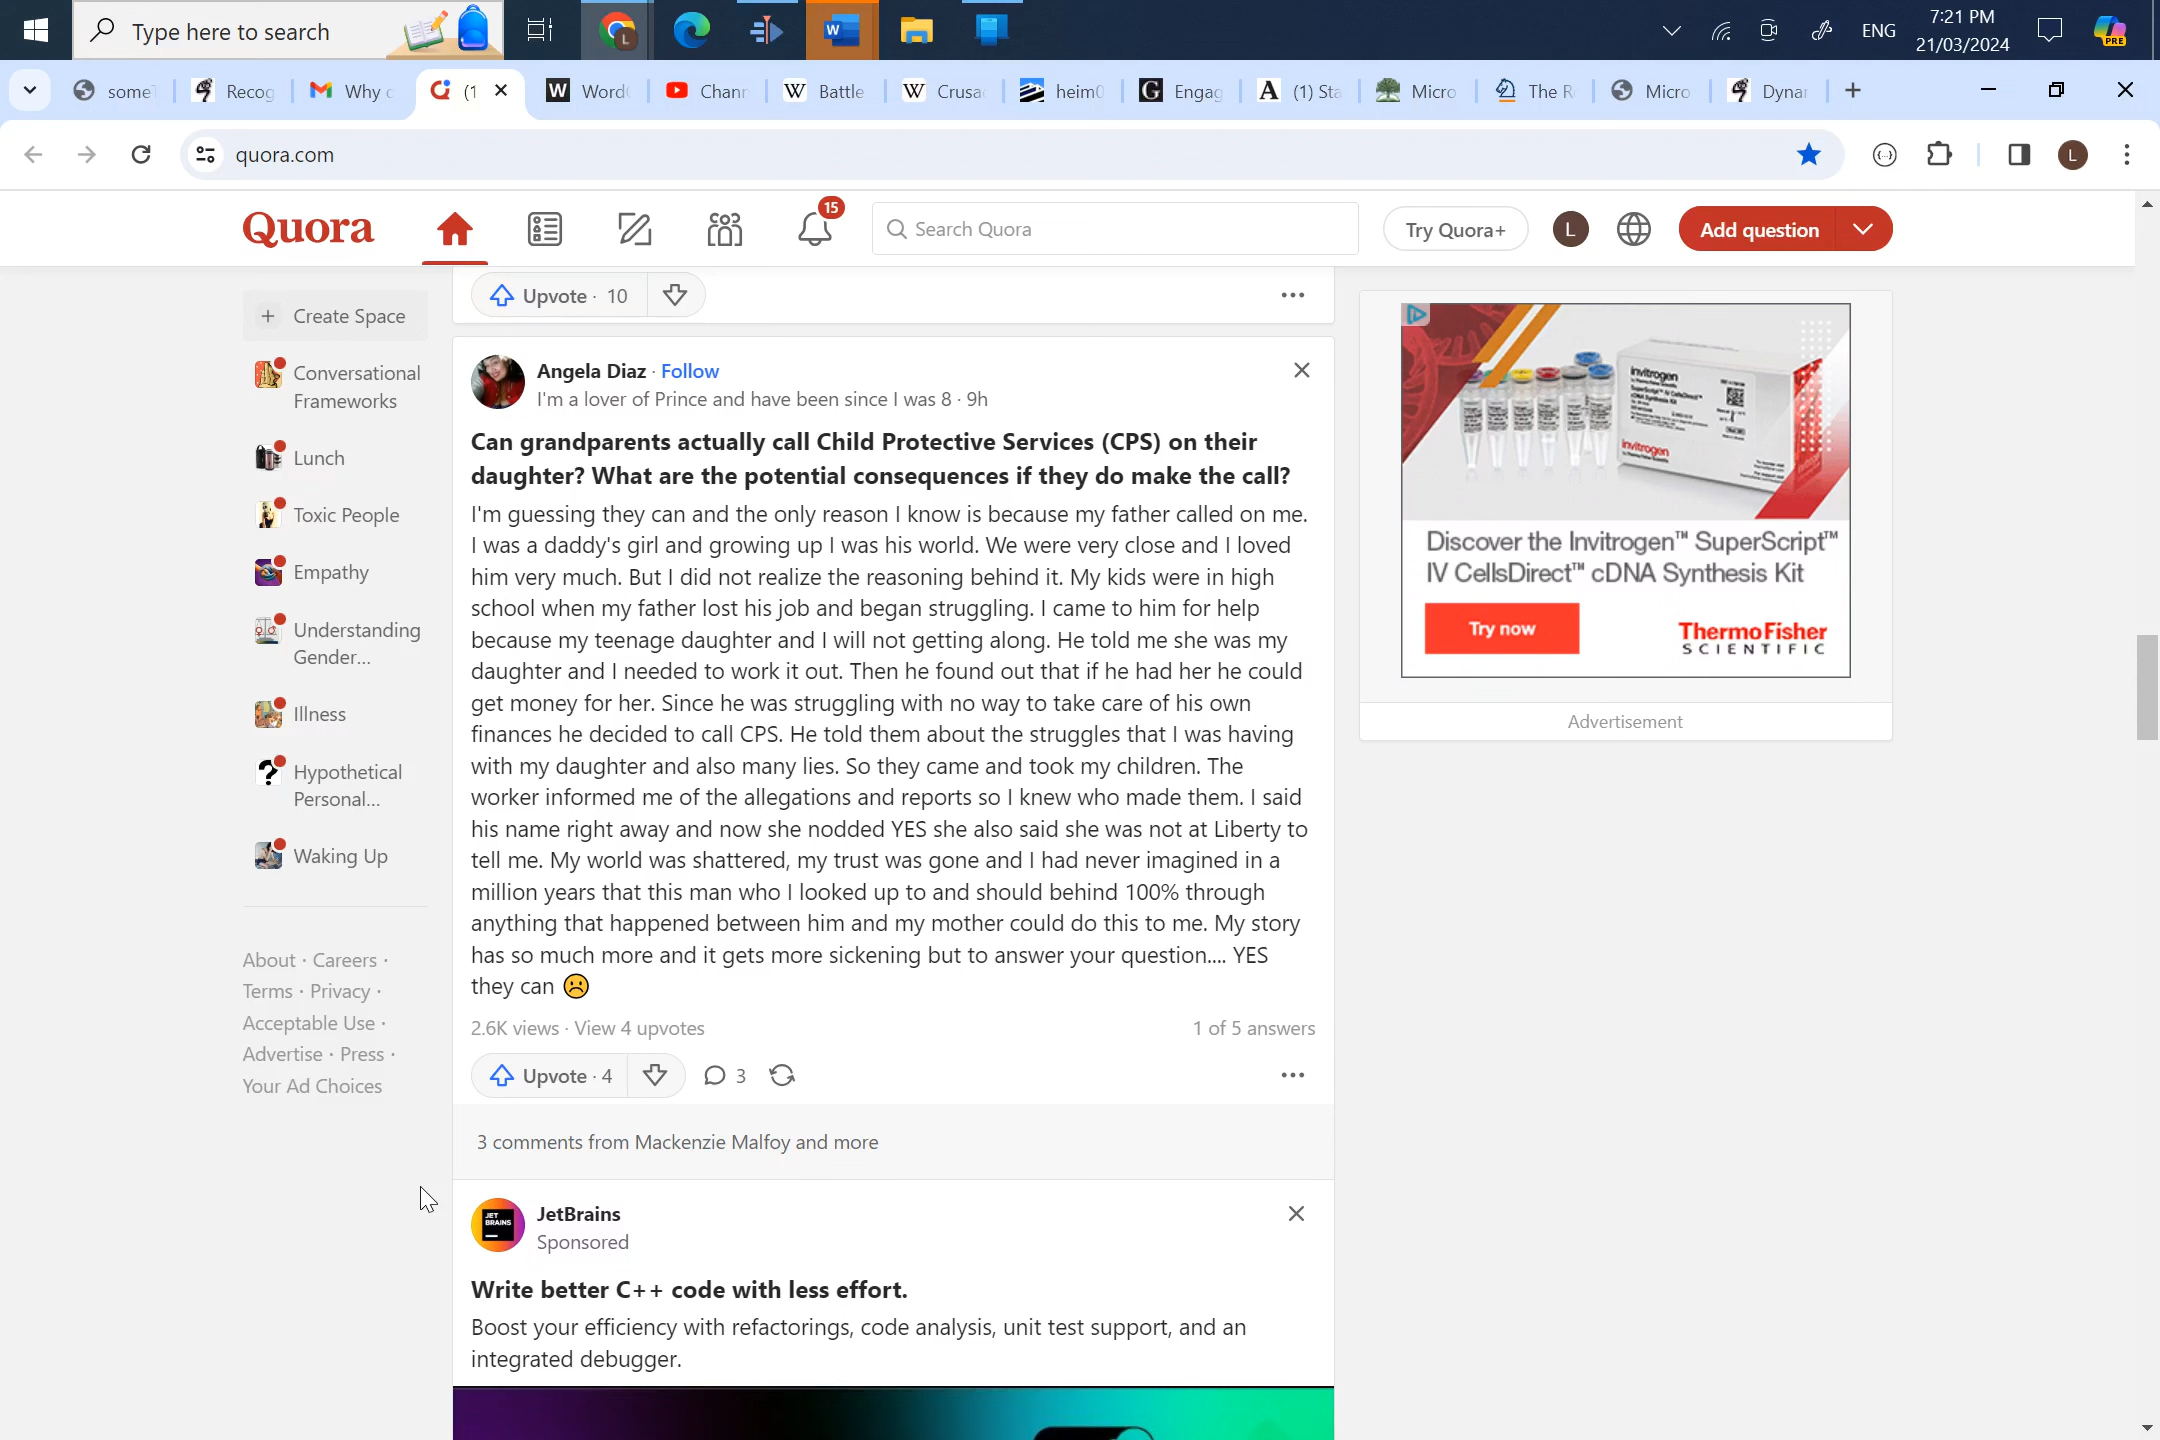 Type here to search
ENG
7:21 PM
21/03/2024
PRE
some
Recog
Why c
(1
Word
Chann
Battle
Crusa
heim0
Engag
(1) Sta
Micro
The R
Micro
Dynar
quora.com
L
Quora
15
Search Quora
Try Quora+
L
Add question
Create Space
Conversational
Frameworks
Lunch
Toxic People
Empathy
Understanding
Gender...
Illness
Hypothetical
Personal...
Waking Up
About · Careers ·
Terms · Privacy ·
Acceptable Use ·
Advertise · Press ·
Your Ad Choices
Upvote · 10
Angela Diaz · Follow
I'm a lover of Prince and have been since I was 8 · 9h
Can grandparents actually call Child Protective Services (CPS) on their
daughter? What are the potential consequences if they do make the call?
I'm guessing they can and the only reason I know is because my father called on me.
I was a daddy's girl and growing up I was his world. We were very close and I loved
him very much. But I did not realize the reasoning behind it. My kids were in high
school when my father lost his job and began struggling. I came to him for help
because my teenage daughter and I will not getting along. He told me she was my
daughter and I needed to work it out. Then he found out that if he had her he could
get money for her. Since he was struggling with no way to take care of his own
finances he decided to call CPS. He told them about the struggles that I was having
with my daughter and also many lies. So they came and took my children. The
worker informed me of the allegations and reports so I knew who made them. I said
his name right away and now she nodded YES she also said she was not at Liberty to
tell me. My world was shattered, my trust was gone and I had never imagined in a
million years that this man who I looked up to and should behind 100% through
anything that happened between him and my mother could do this to me. My story
has so much more and it gets more sickening but to answer your question.... YES
they can ☹️
2.6K views · View 4 upvotes
1 of 5 answers
Upvote · 4
3
3 comments from Mackenzie Malfoy and more
JET
BRAINS
JetBrains
Sponsored
Write better C++ code with less effort.
Boost your efficiency with refactorings, code analysis, unit test support, and an
integrated debugger.
invitrogen
invitrogen
Discover the Invitrogen™ SuperScript™
IV CellsDirect™ cDNA Synthesis Kit
Try now
ThermoFisher
SCIENTIFIC
Advertisement